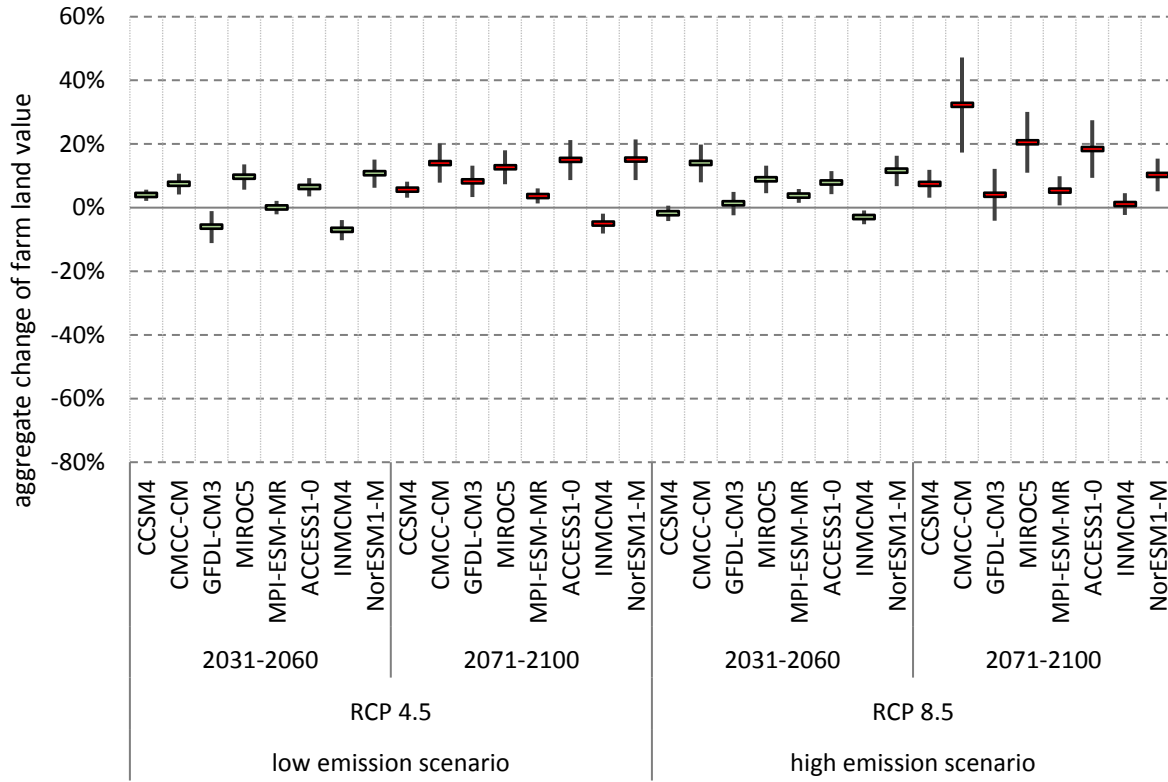 aggregate change of farm land value
60%
40%
20%
0%
-20%
-40%
-60%
-80%
CCSM4
CMCC-CM
GFDL-CM3
MIROC5
MPI-ESM-MR
ACCESS1-0
INMCM4
NorESM1-M
CCSM4
CMCC-CM
GFDL-CM3
MIROC5
MPI-ESM-MR
ACCESS1-0
INMCM4
NorESM1-M
CCSM4
CMCC-CM
GFDL-CM3
MIROC5
MPI-ESM-MR
ACCESS1-0
INMCM4
NorESM1-M
CCSM4
CMCC-CM
GFDL-CM3
MIROC5
MPI-ESM-MR
ACCESS1-0
INMCM4
NorESM1-M
2031-2060 2071-2100 2031-2060 2071-2100
RCP 4.5 RCP 8.5
low emission scenario high emission scenario